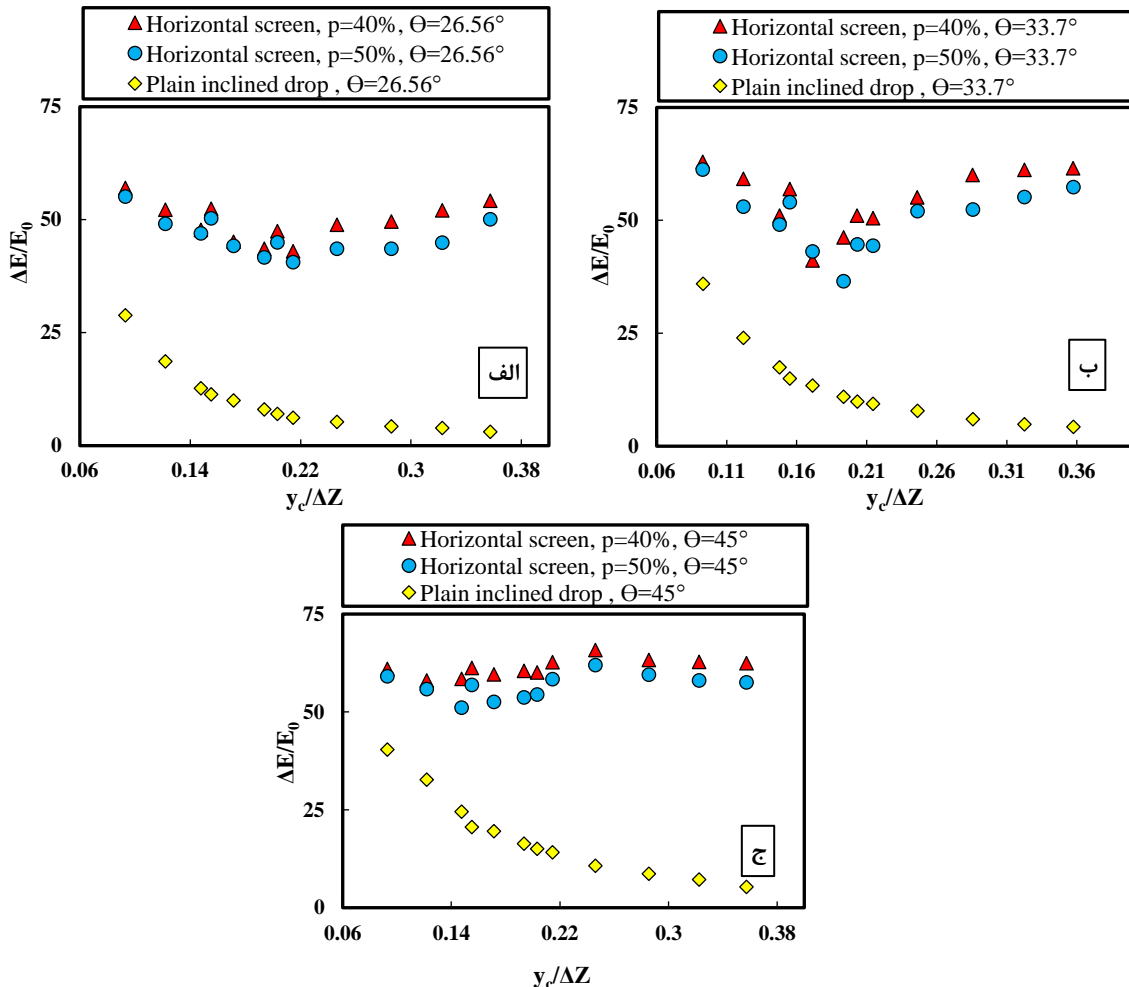 Horizontal screen, p=40%, Ɵ=26.56°
Horizontal screen, p=50%, Ɵ=26.56°
Plain inclined drop , Ɵ=26.56°
75
50
25
0
ΔE/E₀
الف
0.06 0.14 0.22 0.3 0.38
y꜀/ΔZ
Horizontal screen, p=40%, Ɵ=33.7°
Horizontal screen, p=50%, Ɵ=33.7°
Plain inclined drop , Ɵ=33.7°
75
50
25
0
ΔE/E₀
ب
0.06 0.11 0.16 0.21 0.26 0.31 0.36
y꜀/ΔZ
Horizontal screen, p=40%, Ɵ=45°
Horizontal screen, p=50%, Ɵ=45°
Plain inclined drop , Ɵ=45°
75
50
25
0
ΔE/E₀
ج
0.06 0.14 0.22 0.3 0.38
y꜀/ΔZ